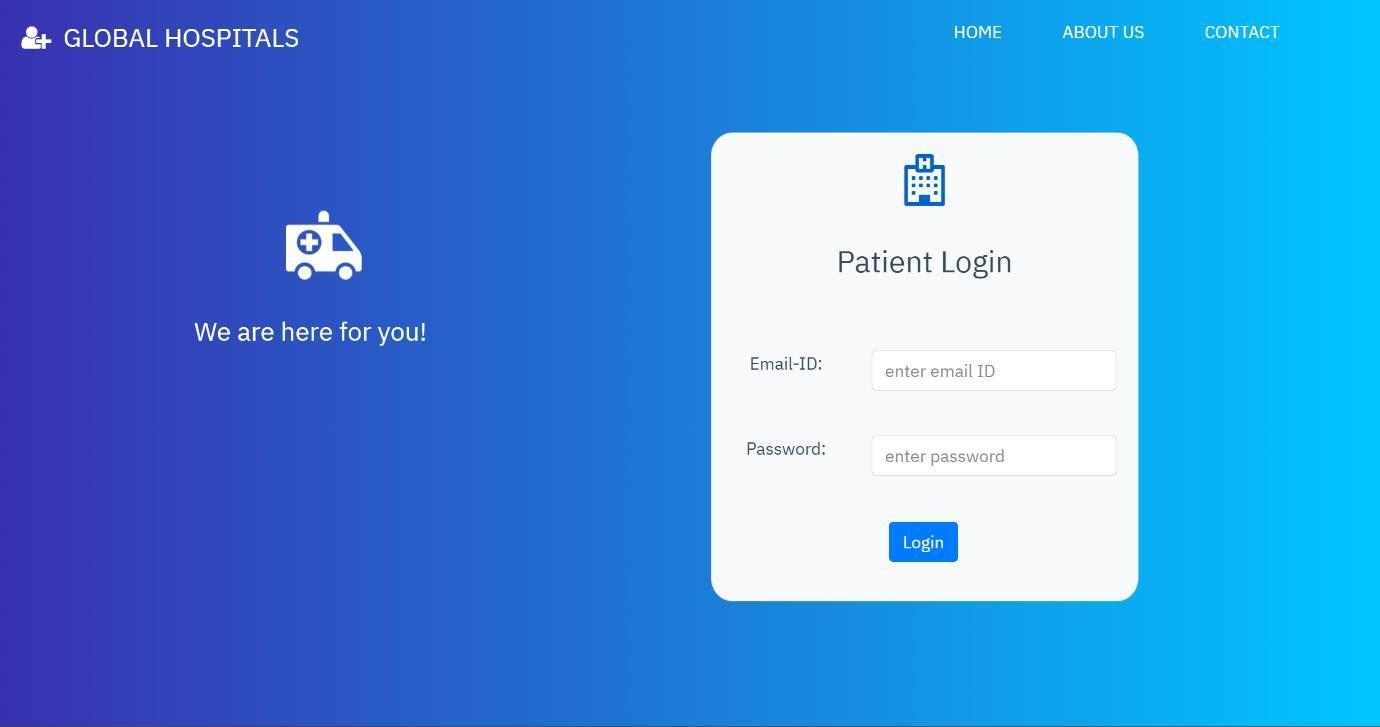 GLOBAL HOSPITALS
HOME ABOUT US CONTACT
We are here for you!
Patient Login
Email-ID: enter email ID
Password: enter password
Login